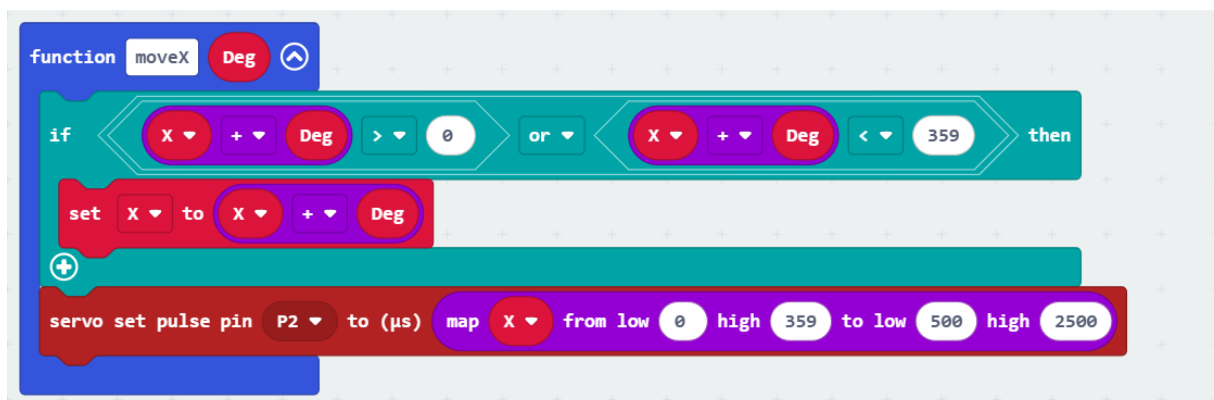 function moveX Deg
if X + Deg > 0 or X + Deg < 359 then
set X to X + Deg
servo set pulse pin P2 to (µs) map X from low 0 high 359 to low 500 high 2500